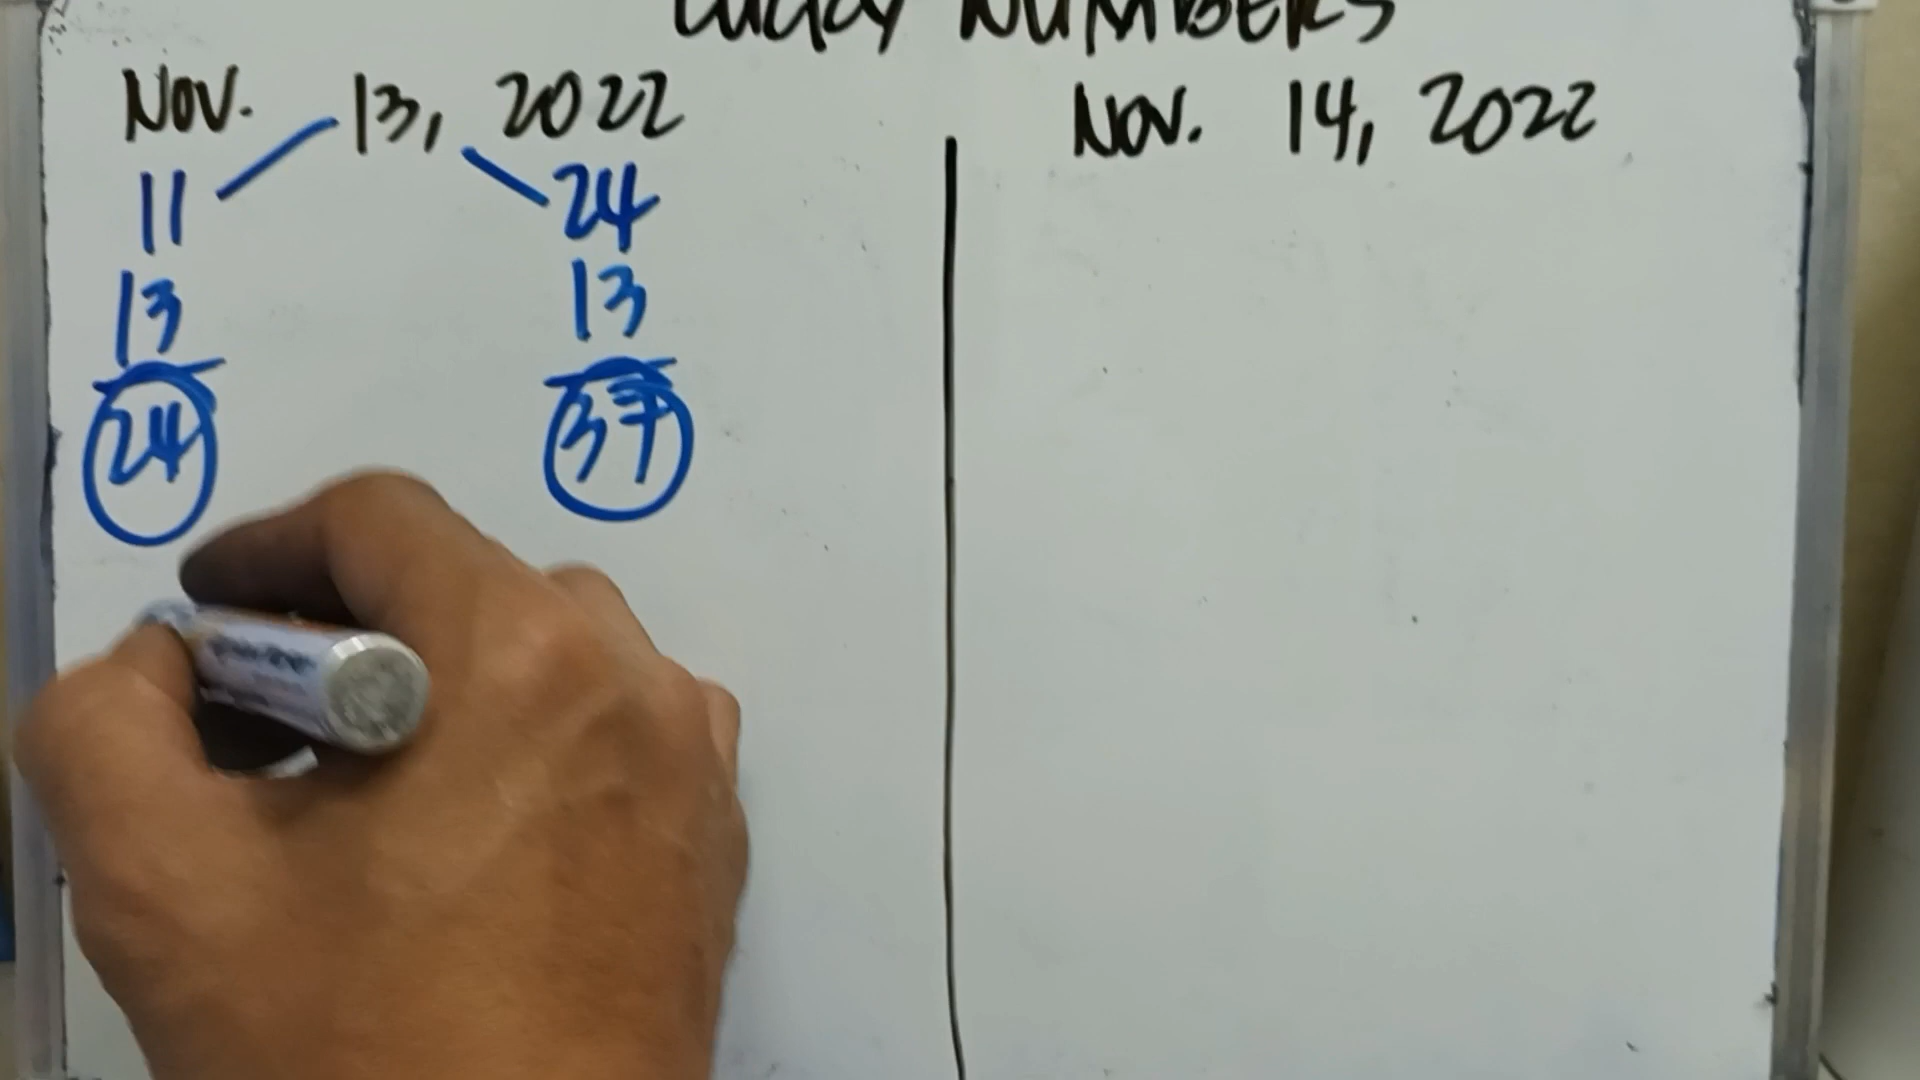 LUCKY NUMBERS
NOV. 13, 2022
11 24
13 13
24 37
NOV. 14, 2022